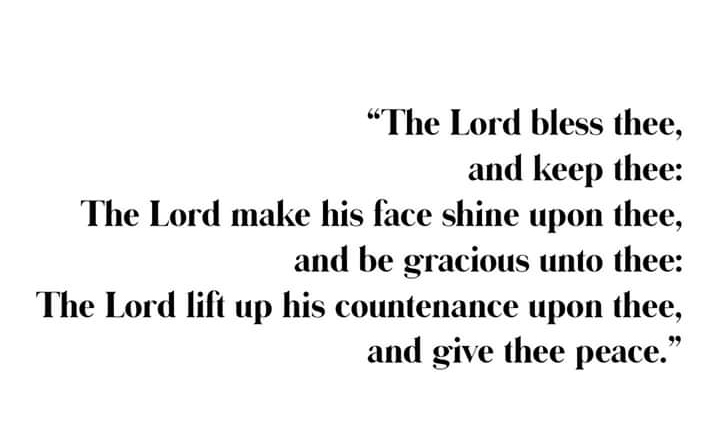 “The Lord bless thee,
and keep thee:
The Lord make his face shine upon thee,
and be gracious unto thee:
The Lord lift up his countenance upon thee,
and give thee peace.”